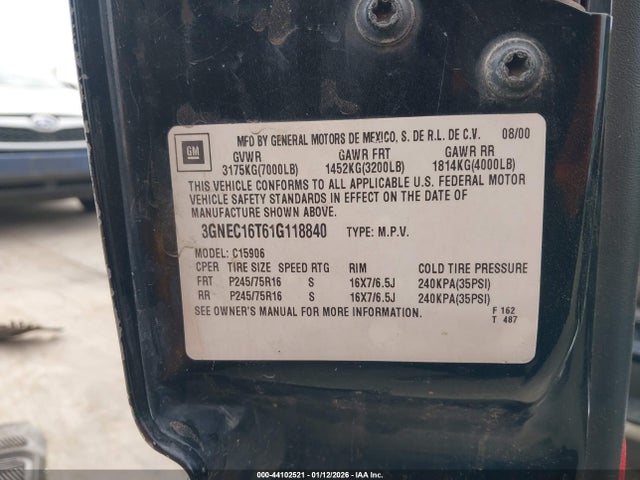 GM
MFD BY GENERAL MOTORS DE MEXICO, S. DE R.L. DE C.V. 08/00
GVWR GAWR FRT GAWR RR
3175KG(7000LB) 1452KG(3200LB) 1814KG(4000LB)
THIS VEHICLE CONFORMS TO ALL APPLICABLE U.S. FEDERAL MOTOR
VEHICLE SAFETY STANDARDS IN EFFECT ON THE DATE OF
MANUFACTURE SHOWN ABOVE.
3GNEC16T61G118840 TYPE: M.P.V.
MODEL: C15906
CPER TIRE SIZE SPEED RTG RIM COLD TIRE PRESSURE
FRT P245/75R16 S 16X7/6.5J 240KPA(35PSI)
RR P245/75R16 S 16X7/6.5J 240KPA(35PSI)
SEE OWNER'S MANUAL FOR MORE INFORMATION.
F 162
T 487
000-44102521 - 01/12/2026 - IAA Inc.